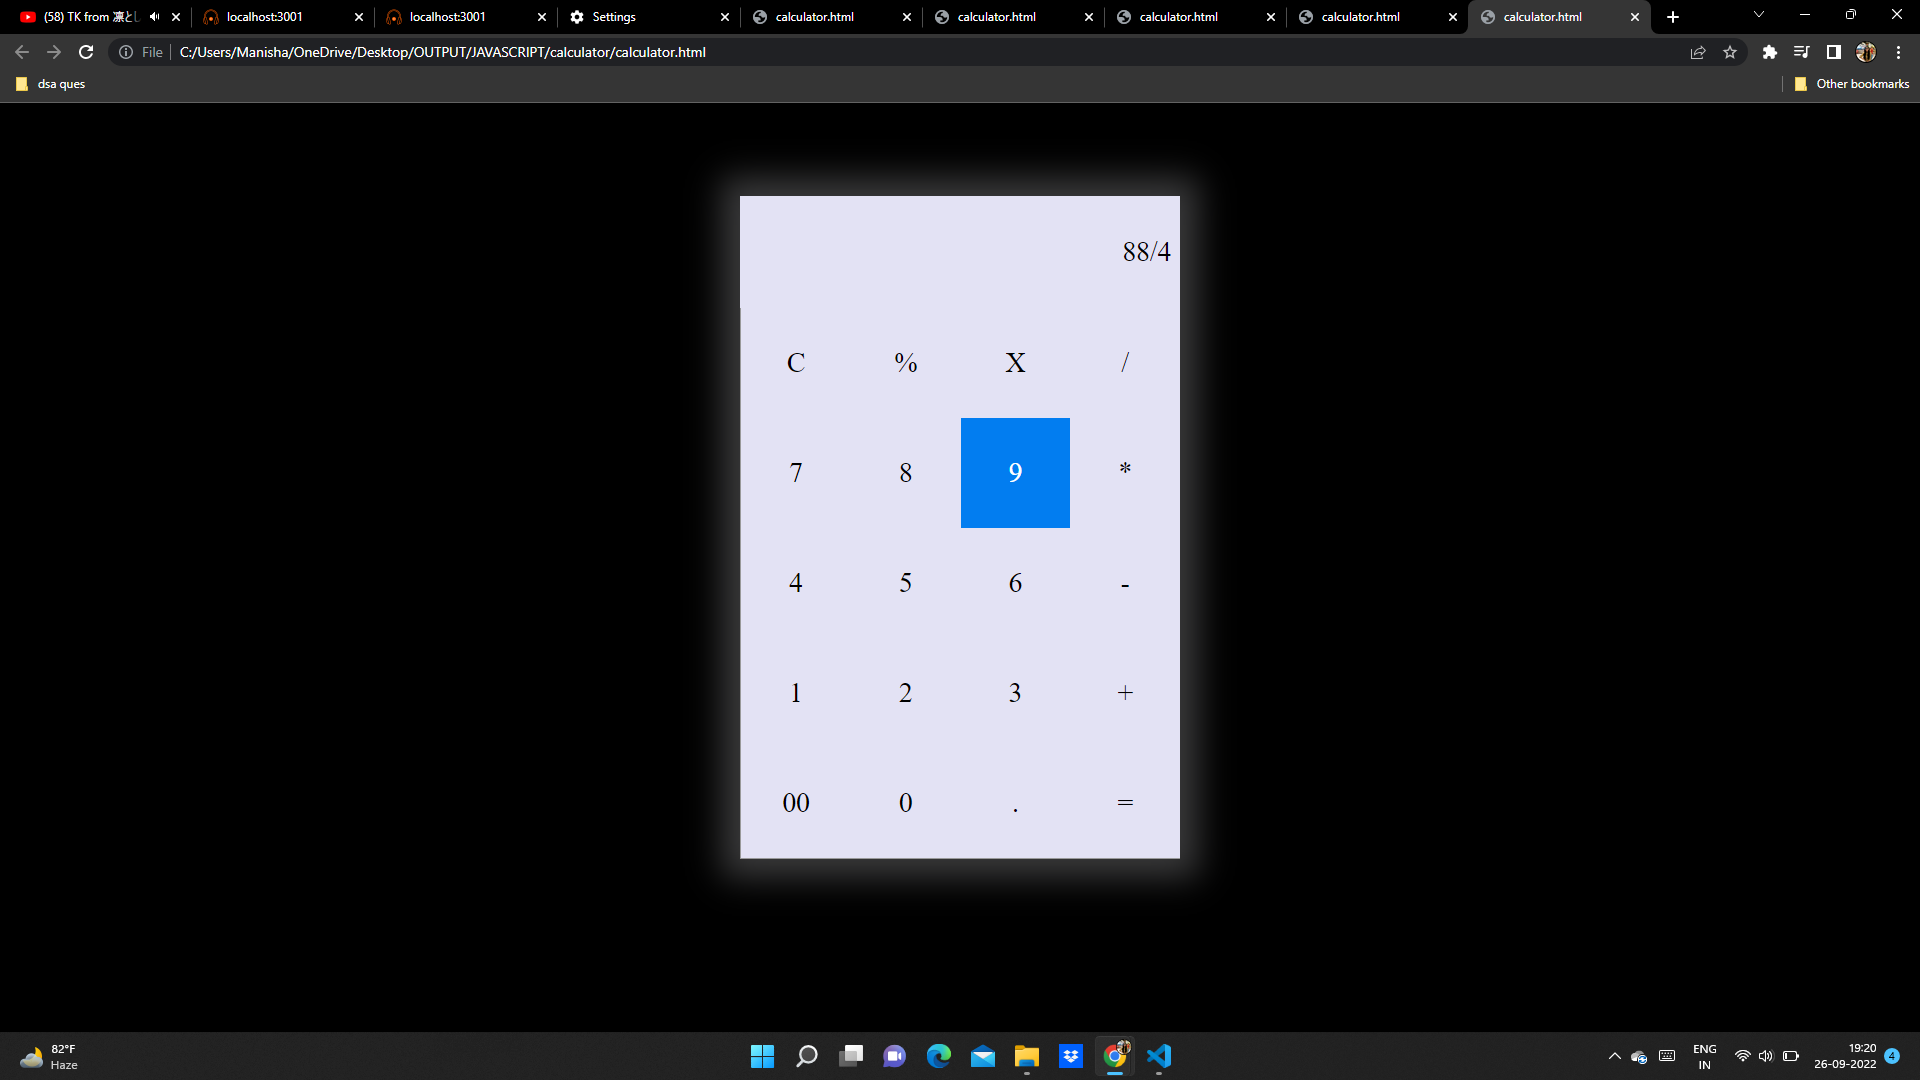 (58) TK from 凛とし
localhost:3001
localhost:3001
Settings
calculator.html
calculator.html
calculator.html
calculator.html
calculator.html
File
C:/Users/Manisha/OneDrive/Desktop/OUTPUT/JAVASCRIPT/calculator/calculator.html
dsa ques
Other bookmarks
88/4
C % X /
7 8 9 *
4 5 6 -
1 2 3 +
00 0 . =
82°F
Haze
ENG
IN
19:20
26-09-2022
4